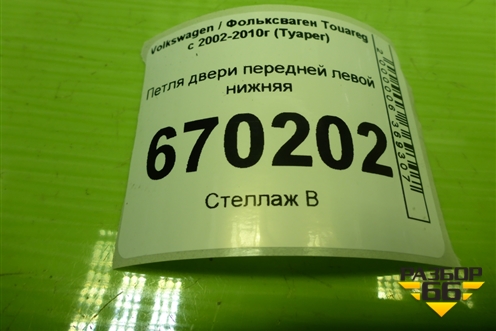 Volkswagen / Фольксваген Touareg
с 2002-2010г (Туарег)
Петля двери передней левой
нижняя
670202
Стеллаж В
РАЗБОР
66